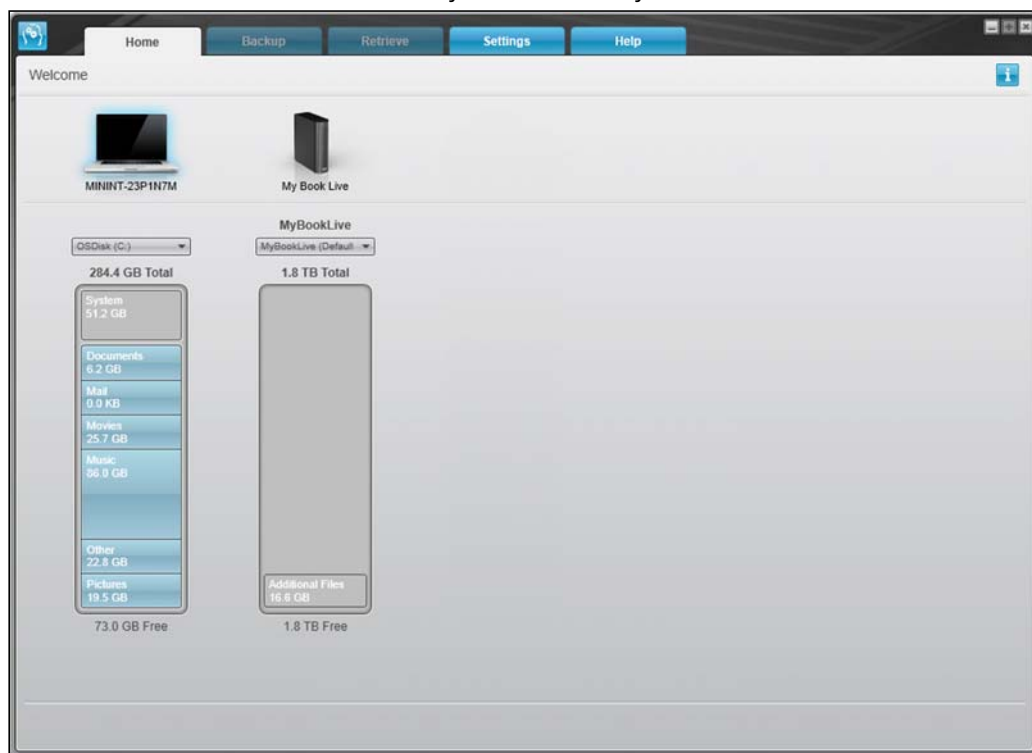 Home
Backup
Retrieve
Settings
Help
Welcome
MININT-23P1N7M
My Book Live
MyBookLive
OSDisk (C:)
MyBookLive (Default
284.4 GB Total
1.8 TB Total
System
51.2 GB
Documents
6.2 GB
Mail
0.0 KB
Movies
25.7 GB
Music
86.0 GB
Other
22.8 GB
Pictures
19.5 GB
Additional Files
16.6 GB
73.0 GB Free
1.8 TB Free